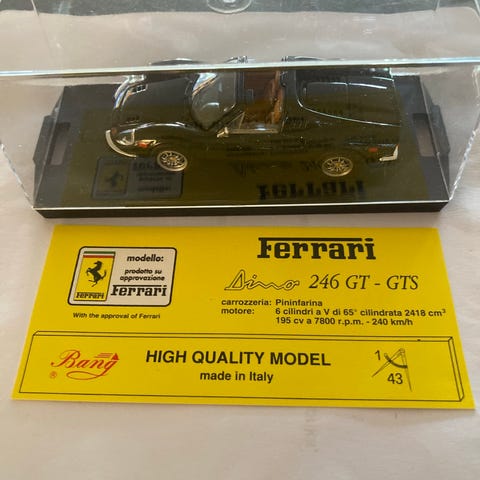 modello:
prodotto su
approvazione
Ferrari
Ferrari
With the approval of Ferrari
Ferrari
Dino 246 GT - GTS
carrozzeria: Pininfarina
motore: 6 cilindri a V di 65° cilindrata 2418 cm³
195 cv a 7800 r.p.m. - 240 km/h
Bang ®
HIGH QUALITY MODEL
made in Italy
1
43